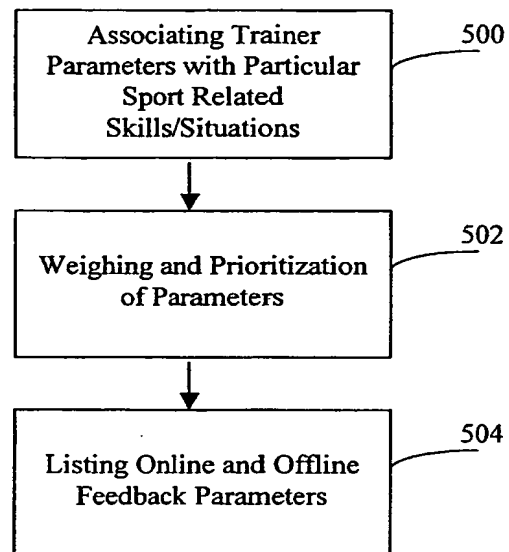 Associating Trainer
Parameters with Particular
Sport Related
Skills/Situations
500
Weighing and Prioritization
of Parameters
502
Listing Online and Offline
Feedback Parameters
504